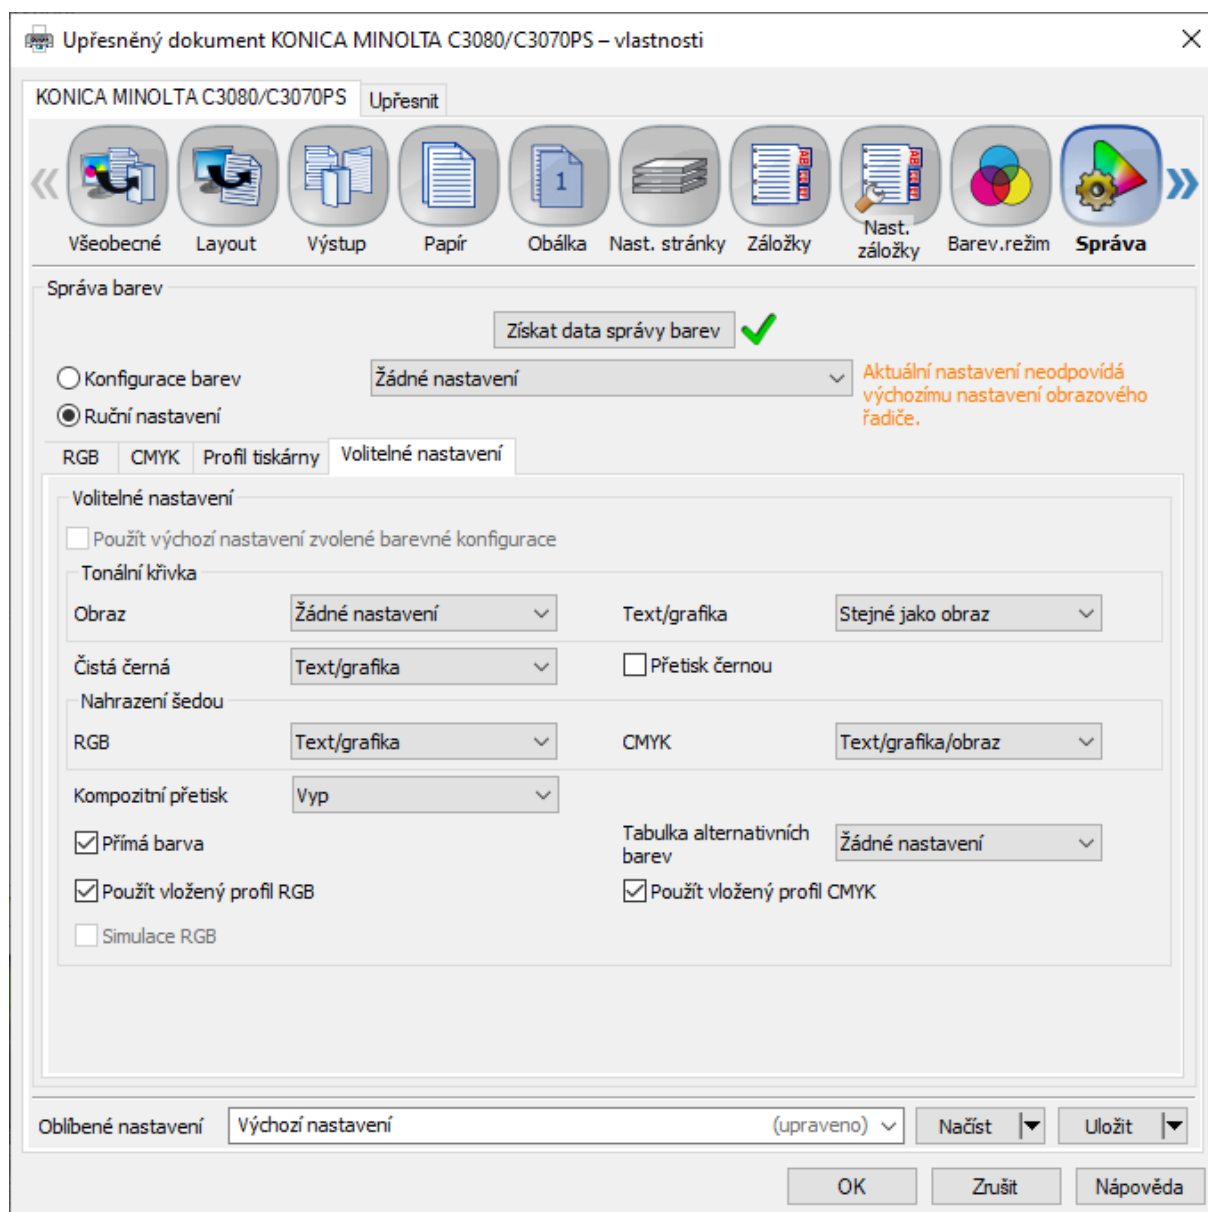 Upřesněný dokument KONICA MINOLTA C3080/C3070PS – vlastnosti
KONICA MINOLTA C3080/C3070PS Upřesnit
1
Všeobecné Layout Výstup Papír Obálka Nast. stránky Záložky Nast. záložky Barev.režim Správa
Správa barev
Získat data správy barev
Konfigurace barev Žádné nastavení
Aktuální nastavení neodpovídá
výchozímu nastavení obrazového
řadiče.
Ruční nastavení
RGB CMYK Profil tiskárny Volitelné nastavení
Volitelné nastavení
Použít výchozí nastavení zvolené barevné konfigurace
Tonální křivka
Obraz Žádné nastavení Text/grafika Stejné jako obraz
Čistá černá Text/grafika Přetisk černou
Nahrazení šedou
RGB Text/grafika CMYK Text/grafika/obraz
Kompozitní přetisk Vyp
Přímá barva Tabulka alternativních barev Žádné nastavení
Použít vložený profil RGB Použít vložený profil CMYK
Simulace RGB
Oblíbené nastavení Výchozí nastavení (upraveno) Načíst Uložit
OK Zrušit Nápověda